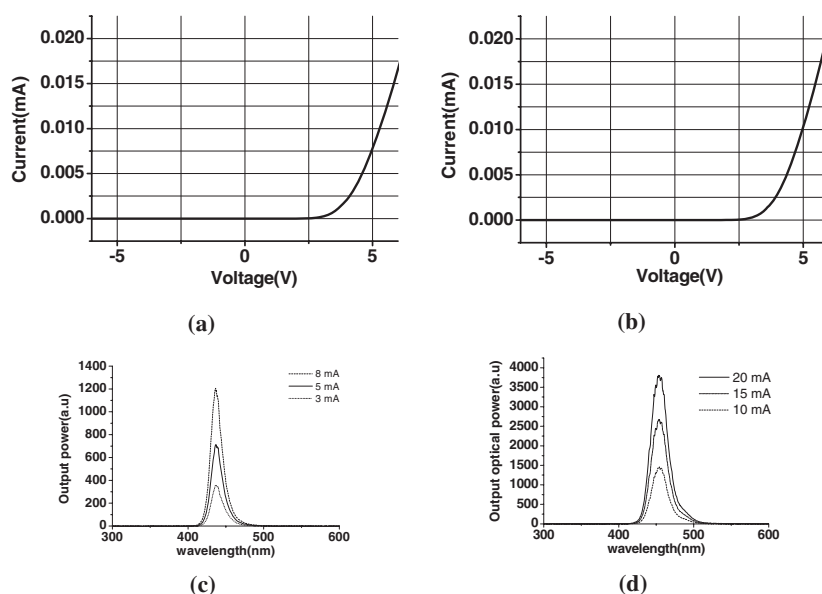 0.020
0.015
0.010
0.005
0.000
Current(mA)
-5 0 5
Voltage(V)
(a)
0.020
0.015
0.010
0.005
0.000
Current(mA)
-5 0 5
Voltage(V)
(b)
1400
1200
1000
800
600
400
200
0
Output power(a.u)
8 mA
5 mA
3 mA
300 400 500 600
wavelength(nm)
(c)
4000
3500
3000
2500
2000
1500
1000
500
0
Output optical power(a.u)
20 mA
15 mA
10 mA
300 400 500 600
wavelength(nm)
(d)